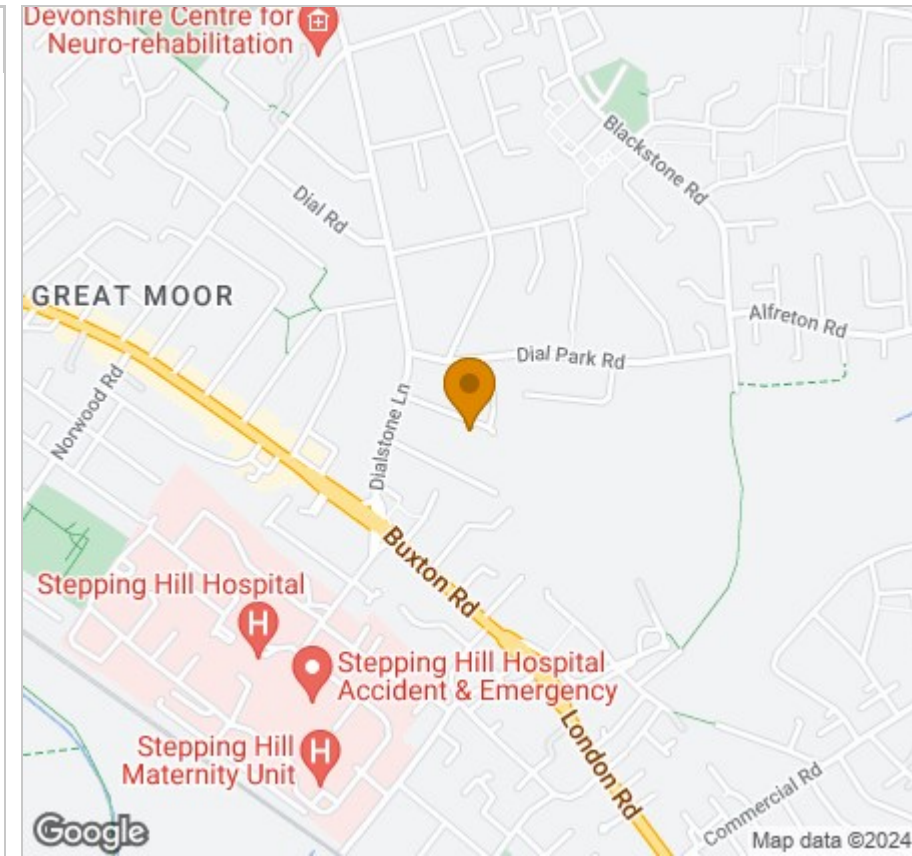 Devonshire Centre for
Neuro-rehabilitation
Blackstone Rd
Dial Rd
GREAT MOOR
Alfreton Rd
Dial Park Rd
Norwood Rd
Dialstone Ln
Buxton Rd
Stepping Hill Hospital
H
Stepping Hill Hospital
Accident & Emergency
Stepping Hill
Maternity Unit
H
London Rd
Commercial Rd
Google
Map data ©2024